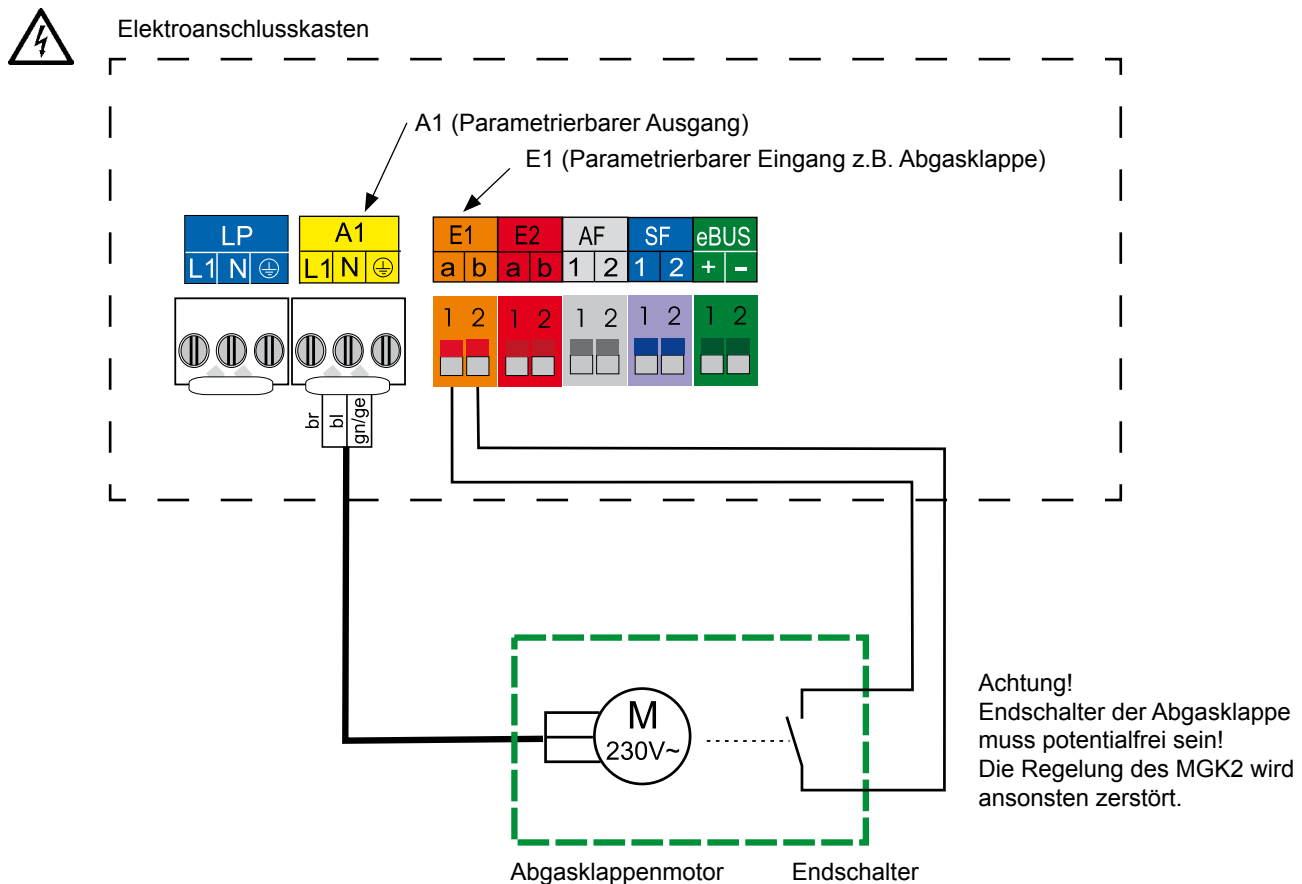 Elektroanschlusskasten
A1 (Parametrierbarer Ausgang)
E1 (Parametrierbarer Eingang z.B. Abgasklappe)
LP A1 E1 E2 AF SF eBUS
L1 N L1 N a b a b 1 2 1 2 + -
1 2 1 2 1 2 1 2 1 2
br
bl
gn/ge
M
230V~
Achtung!
Endschalter der Abgasklappe
muss potentialfrei sein!
Die Regelung des MGK2 wird
ansonsten zerstört.
Abgasklappenmotor Endschalter